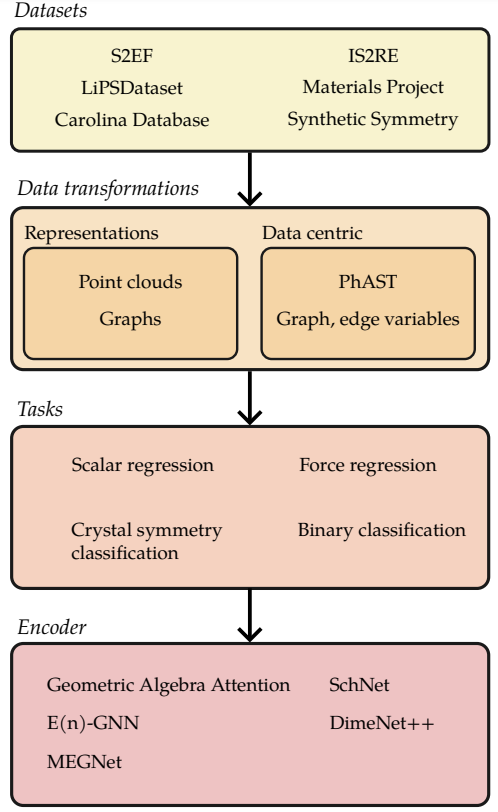 Datasets
S2EF
IS2RE
LiPSDataset
Materials Project
Carolina Database
Synthetic Symmetry
Data transformations
Representations
Data centric
Point clouds
PhAST
Graphs
Graph, edge variables
Tasks
Scalar regression
Force regression
Crystal symmetry
classification
Binary classification
Encoder
Geometric Algebra Attention
SchNet
E(n)-GNN
DimeNet++
MEGNet